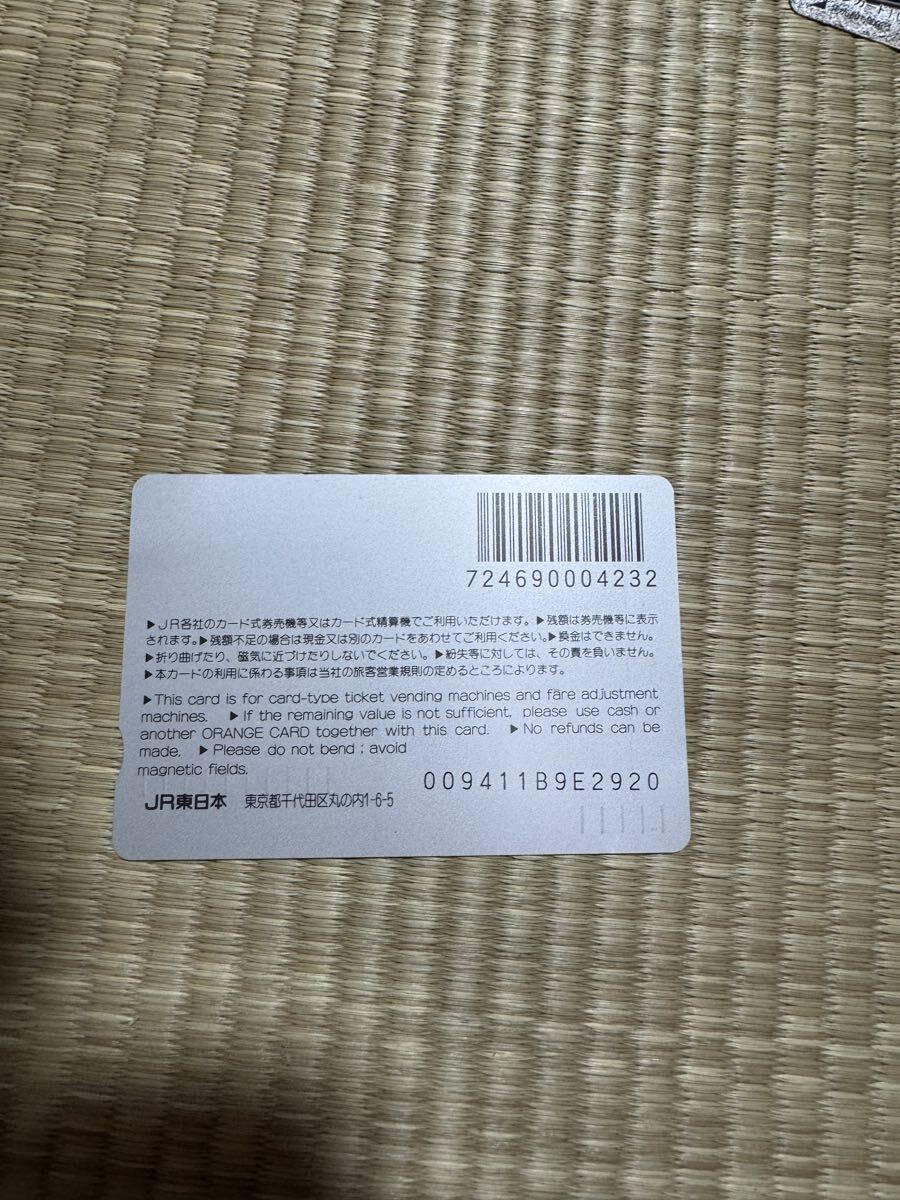 724690004232
▶JR各社のカード式券売機等又はカード式精算機でご利用いただけます。▶残額は券売機等に表示
されます。▶残額不足の場合は現金又は別のカードをあわせてご利用ください。▶換金はできません。
▶折り曲げたり、磁気に近づけたりしないでください。▶紛失等に対しては、その責を負いません。
▶本カードの利用に係わる事項は当社の旅客営業規則の定めるところによります。
▶This card is for card-type ticket vending machines and fare adjustment
machines. ▶If the remaining value is not sufficient, please use cash or
another ORANGE CARD together with this card. ▶No refunds can be
made. ▶Please do not bend ; avoid
magnetic fields.
009411B9E2920
JR東日本 東京都千代田区丸の内1-6-5